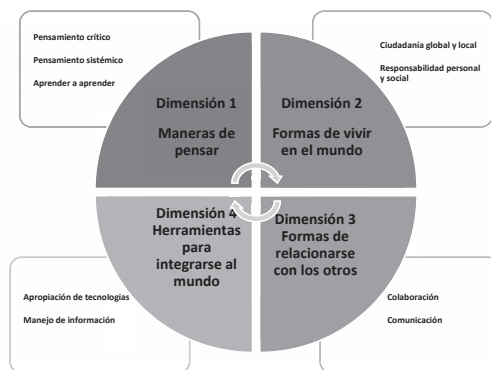 Pensamiento crítico
Pensamiento sistémico
Aprender a aprender
Ciudadanía global y local
Responsabilidad personal
y social
Dimensión 1
Maneras de
pensar
Dimensión 2
Formas de vivir
en el mundo
Dimensión 4
Herramientas
para
integrarse al
mundo
Dimensión 3
Formas de
relacionarse
con los otros
Apropiación de tecnologías
Manejo de información
Colaboración
Comunicación